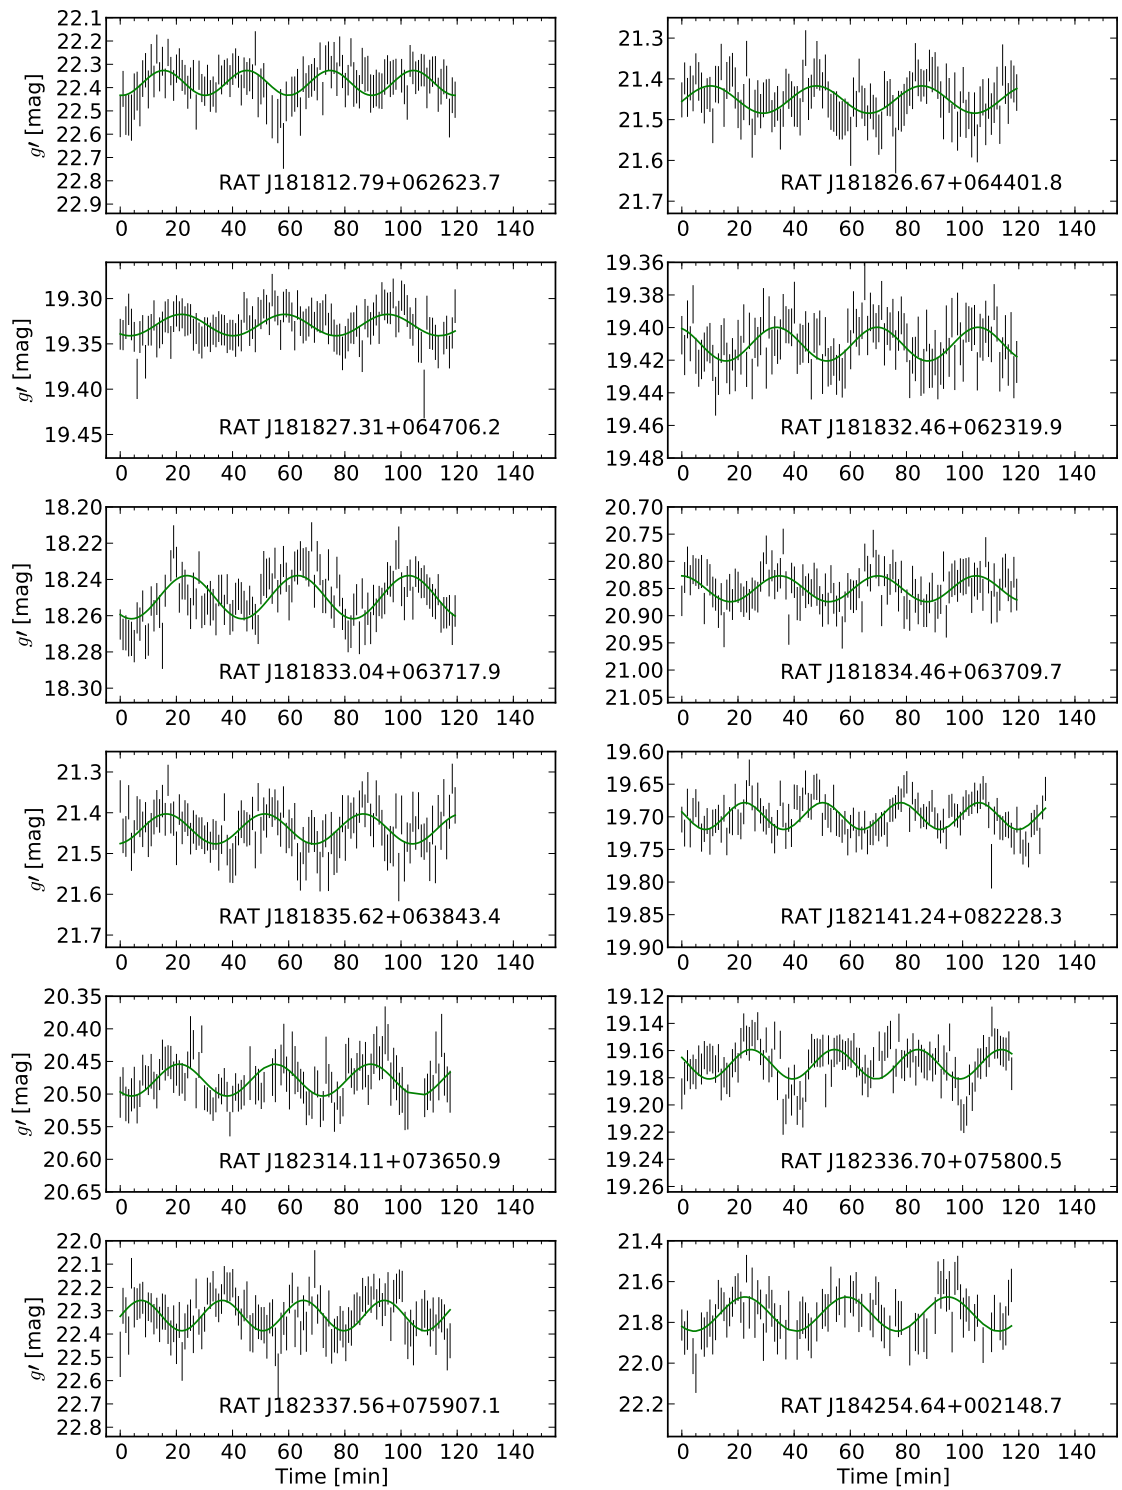 22.1
22.2
22.3
22.4
22.5
22.6
22.7
22.8
22.9
g′ [mag]
RAT J181812.79+062623.7
0 20 40 60 80 100 120 140
21.3
21.4
21.5
21.6
21.7
RAT J181826.67+064401.8
0 20 40 60 80 100 120 140
19.30
19.35
19.40
19.45
g′ [mag]
RAT J181827.31+064706.2
0 20 40 60 80 100 120 140
19.36
19.38
19.40
19.42
19.44
19.46
19.48
RAT J181832.46+062319.9
0 20 40 60 80 100 120 140
18.20
18.22
18.24
18.26
18.28
18.30
g′ [mag]
RAT J181833.04+063717.9
0 20 40 60 80 100 120 140
20.70
20.75
20.80
20.85
20.90
20.95
21.00
21.05
RAT J181834.46+063709.7
0 20 40 60 80 100 120 140
21.3
21.4
21.5
21.6
21.7
g′ [mag]
RAT J181835.62+063843.4
0 20 40 60 80 100 120 140
19.60
19.65
19.70
19.75
19.80
19.85
19.90
RAT J182141.24+082228.3
0 20 40 60 80 100 120 140
20.35
20.40
20.45
20.50
20.55
20.60
20.65
g′ [mag]
RAT J182314.11+073650.9
0 20 40 60 80 100 120 140
19.12
19.14
19.16
19.18
19.20
19.22
19.24
19.26
RAT J182336.70+075800.5
0 20 40 60 80 100 120 140
22.0
22.1
22.2
22.3
22.4
22.5
22.6
22.7
22.8
g′ [mag]
RAT J182337.56+075907.1
0 20 40 60 80 100 120 140
Time [min]
21.4
21.6
21.8
22.0
22.2
RAT J184254.64+002148.7
0 20 40 60 80 100 120 140
Time [min]